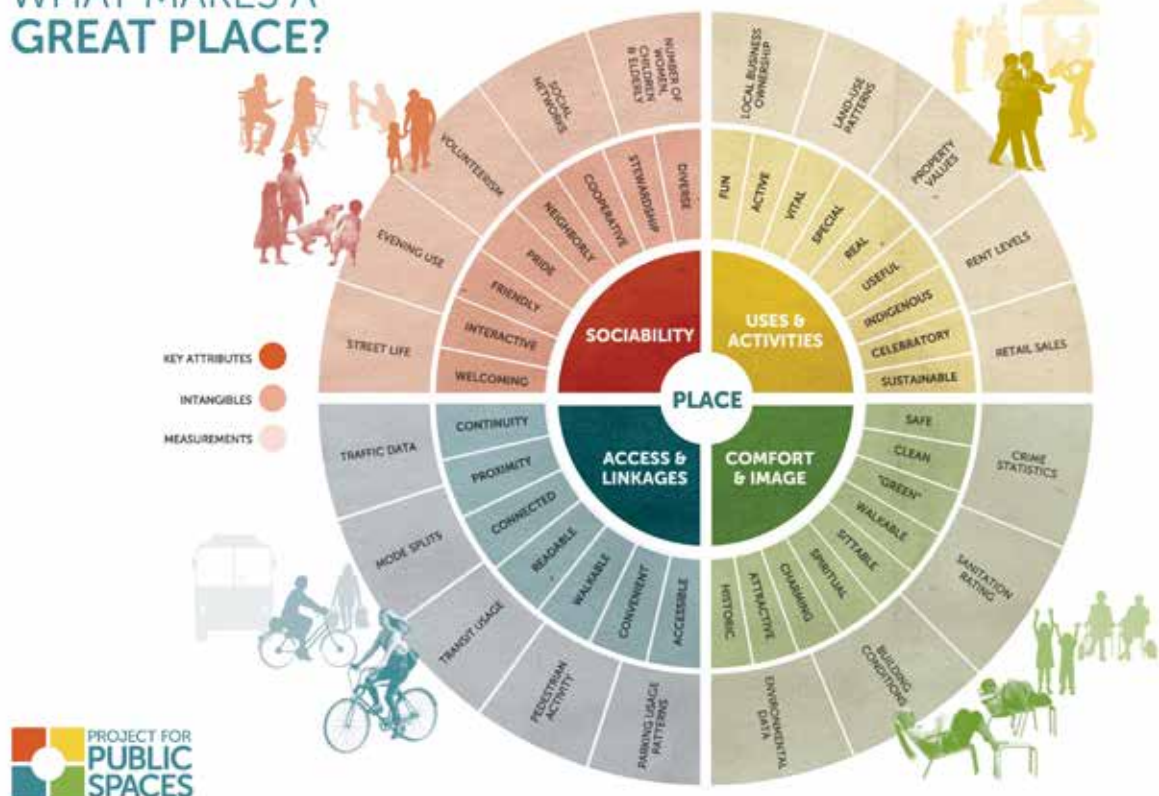 WHAT MAKES A
GREAT PLACE?
NUMBER OF
WOMEN,
CHILDREN
& ELDERLY
SOCIAL
NETWORKS
VOLUNTEERISM
EVENING USE
STREET LIFE
DIVERSE
STEWARDSHIP
COOPERATIVE
NEIGHBORLY
PRIDE
FRIENDLY
INTERACTIVE
WELCOMING
SOCIABILITY
LOCAL BUSINESS
OWNERSHIP
LAND-USE
PATTERNS
PROPERTY
VALUES
RENT LEVELS
RETAIL SALES
FUN
ACTIVE
VITAL
SPECIAL
REAL
USEFUL
INDIGENOUS
CELEBRATORY
SUSTAINABLE
USES &
ACTIVITIES
PLACE
KEY ATTRIBUTES
INTANGIBLES
MEASUREMENTS
ACCESS &
LINKAGES
CONTINUITY
PROXIMITY
CONNECTED
READABLE
WALKABLE
CONVENIENT
ACCESSIBLE
TRAFFIC DATA
MODE SPLITS
TRANSIT USAGE
PEDESTRIAN
ACTIVITY
PARKING USAGE
PATTERNS
COMFORT
& IMAGE
SAFE
CLEAN
"GREEN"
WALKABLE
SITTABLE
SPIRITUAL
CHARMING
ATTRACTIVE
HISTORIC
CRIME
STATISTICS
SANITATION
RATING
BUILDING
CONDITIONS
ENVIRONMENTAL
DATA
PROJECT FOR
PUBLIC
SPACES